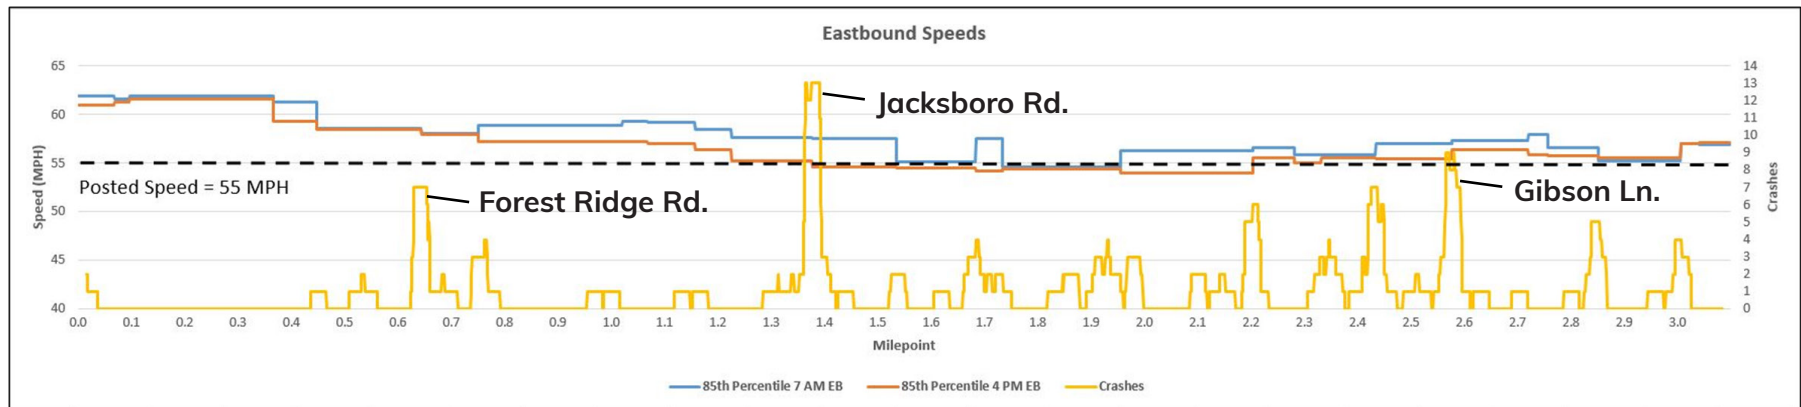 Eastbound Speeds
65
60
55
50
45
40
Speed (MPH)
14
13
12
11
10
9
8
7
6
5
4
3
2
1
0
Crashes
Jacksboro Rd.
Posted Speed = 55 MPH
Forest Ridge Rd.
Gibson Ln.
0.0 0.1 0.2 0.3 0.4 0.5 0.6 0.7 0.8 0.9 1.0 1.1 1.2 1.3 1.4 1.5 1.6 1.7 1.8 1.9 2.0 2.1 2.2 2.3 2.4 2.5 2.6 2.7 2.8 2.9 3.0
Milepoint
85th Percentile 7 AM EB 85th Percentile 4 PM EB Crashes